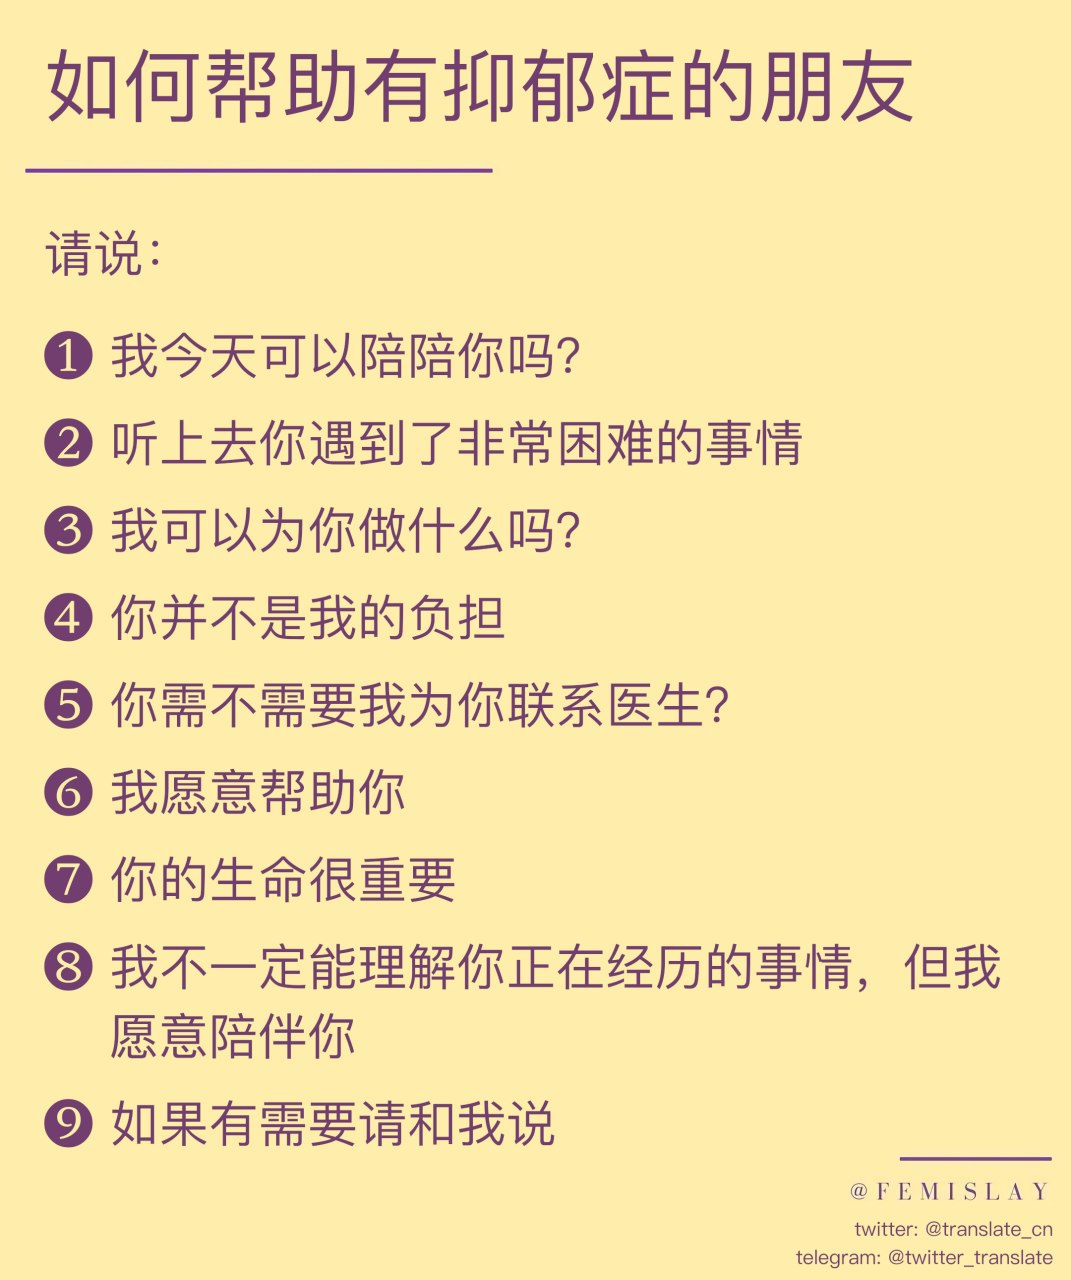 如何帮助有抑郁症的朋友
请说：
❶ 我今天可以陪陪你吗？
❷ 听上去你遇到了非常困难的事情
❸ 我可以为你做什么吗？
❹ 你并不是我的负担
❺ 你需不需要我为你联系医生？
❻ 我愿意帮助你
❼ 你的生命很重要
❽ 我不一定能理解你正在经历的事情，但我
愿意陪伴你
❾ 如果有需要请和我说
@FEMISLAY
twitter: @translate_cn
telegram: @twitter_translate